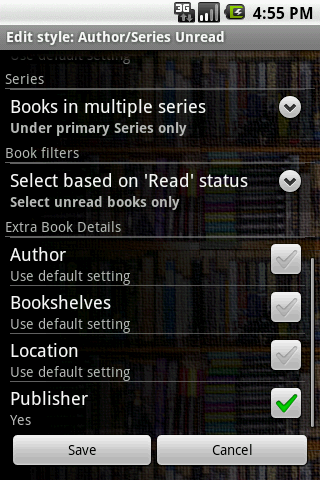 3G
4:55 PM
Edit style: Author/Series Unread
Use default setting
Series
Books in multiple series
Under primary Series only
Book filters
Select based on 'Read' status
Select unread books only
Extra Book Details
Author
Use default setting
Bookshelves
Use default setting
Location
Use default setting
Publisher
Yes
Save Cancel